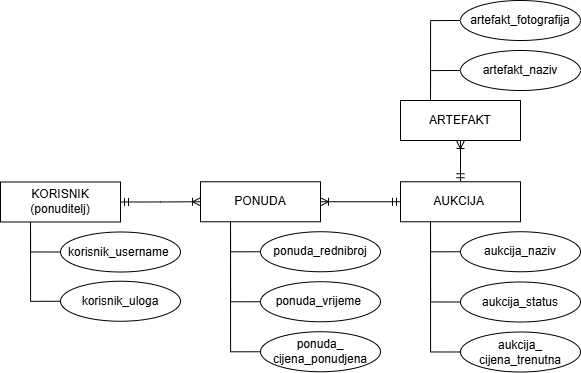 artefakt_fotografija
artefakt_naziv
ARTEFAKT
KORISNIK
(ponuditelj)
PONUDA
AUKCIJA
korisnik_username
ponuda_rednibroj
aukcija_naziv
korisnik_uloga
ponuda_vrijeme
aukcija_status
ponuda_
cijena_ponudjena
aukcija_
cijena_trenutna